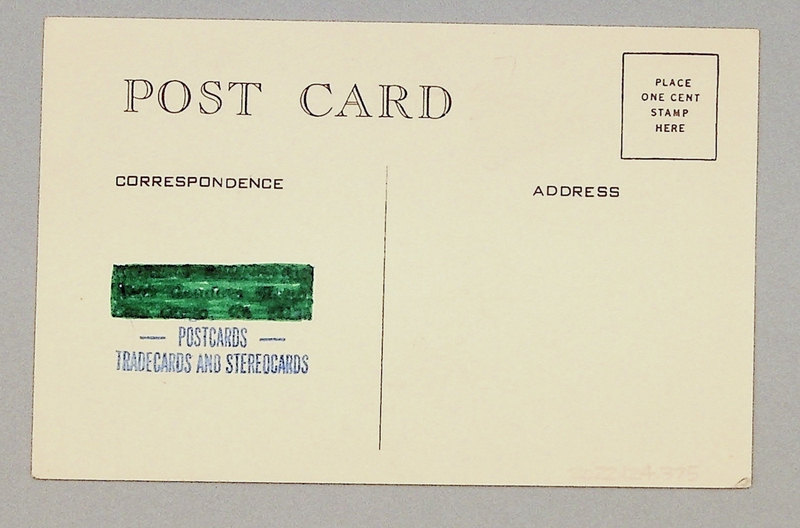 POST CARD
PLACE
ONE CENT
STAMP
HERE
CORRESPONDENCE
ADDRESS
POSTCARDS
TRADECARDS AND STEREOCARDS